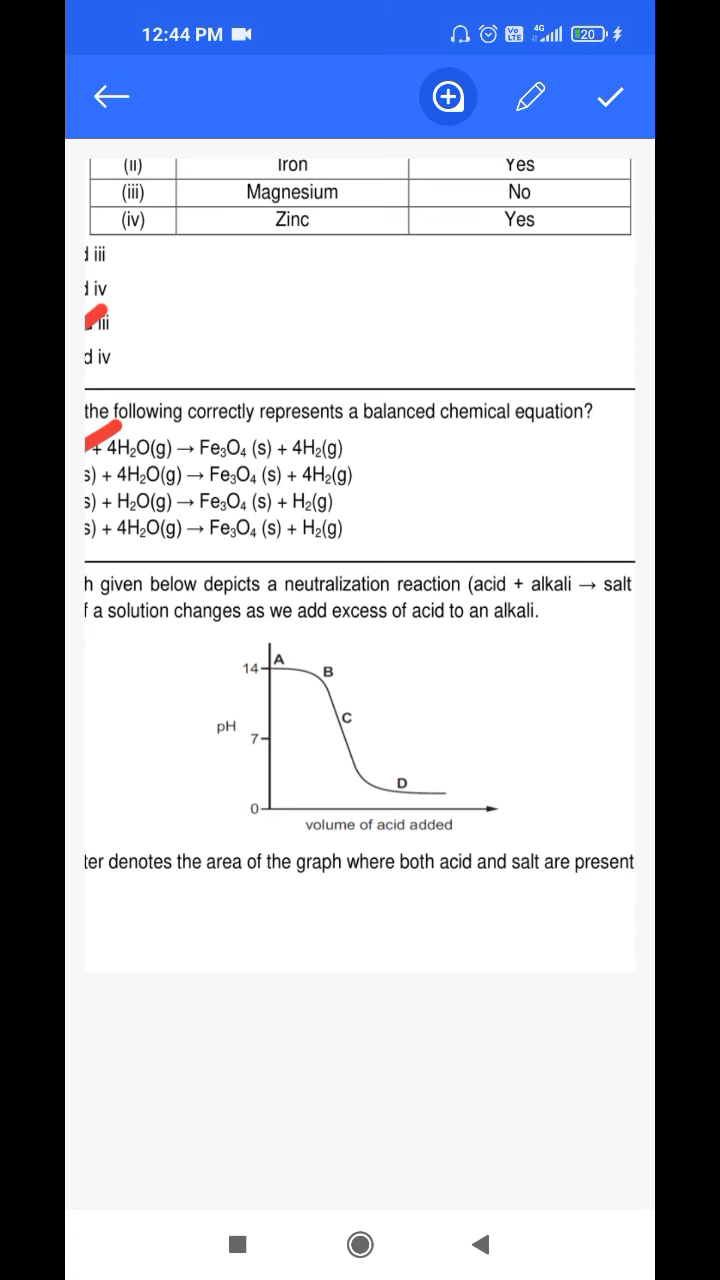 12:44 PM
Vo LTE 4G 20
(ii) Iron Yes
(iii) Magnesium No
(iv) Zinc Yes
d iii
d iv
iii
d iv
the following correctly represents a balanced chemical equation?
+ 4H₂O(g) → Fe₃O₄ (s) + 4H₂(g)
s) + 4H₂O(g) → Fe₃O₄ (s) + 4H₂(g)
s) + H₂O(g) → Fe₃O₄ (s) + H₂(g)
s) + 4H₂O(g) → Fe₃O₄ (s) + H₂(g)
h given below depicts a neutralization reaction (acid + alkali → salt
f a solution changes as we add excess of acid to an alkali.
A
14
B
C
pH
7
D
0
volume of acid added
ter denotes the area of the graph where both acid and salt are present